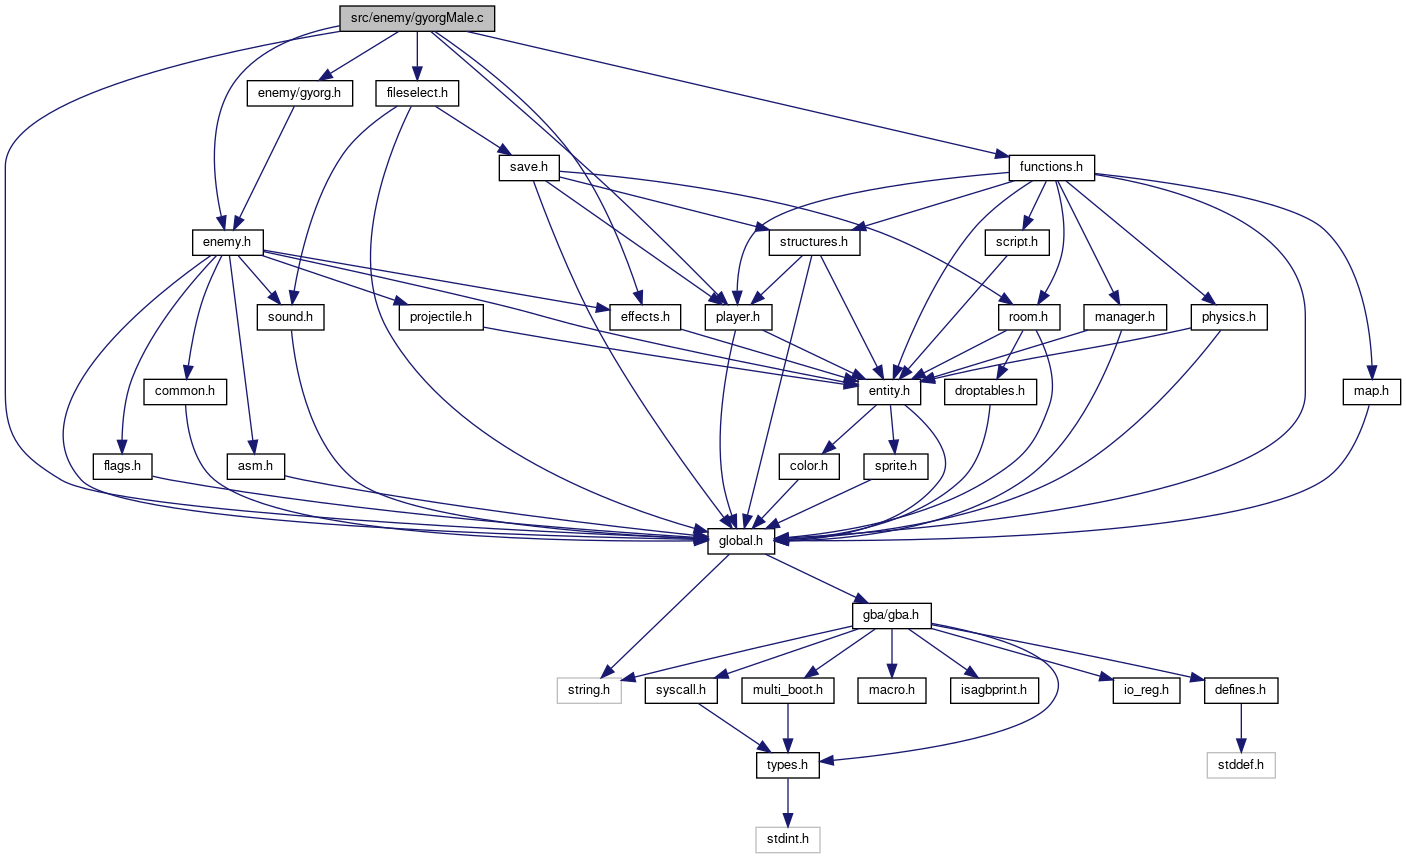 src/enemy/gyorgMale.c
enemy/gyorg.h
fileselect.h
save.h
functions.h
enemy.h
structures.h
script.h
sound.h
projectile.h
effects.h
player.h
room.h
manager.h
physics.h
common.h
entity.h
droptables.h
map.h
flags.h
asm.h
color.h
sprite.h
global.h
gba/gba.h
string.h
syscall.h
multi_boot.h
macro.h
isagbprint.h
io_reg.h
defines.h
types.h
stddef.h
stdint.h